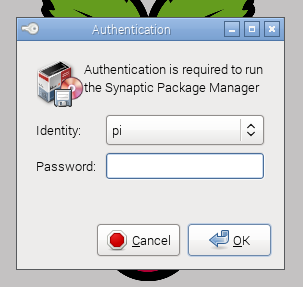 Authentication
Authentication is required to run
the Synaptic Package Manager
Identity:
pi
Password:
Cancel
OK